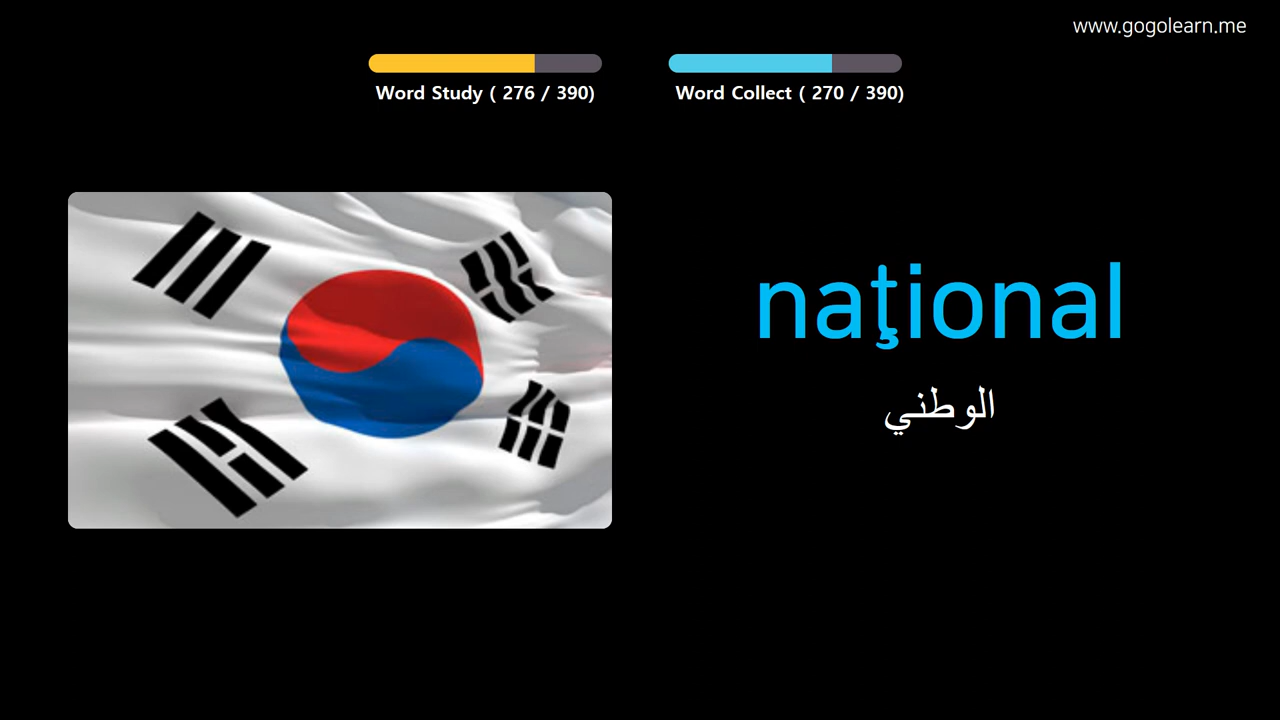 www.gogolearn.me
Word Study ( 276 / 390)
Word Collect ( 270 / 390)
naţional
الوطني